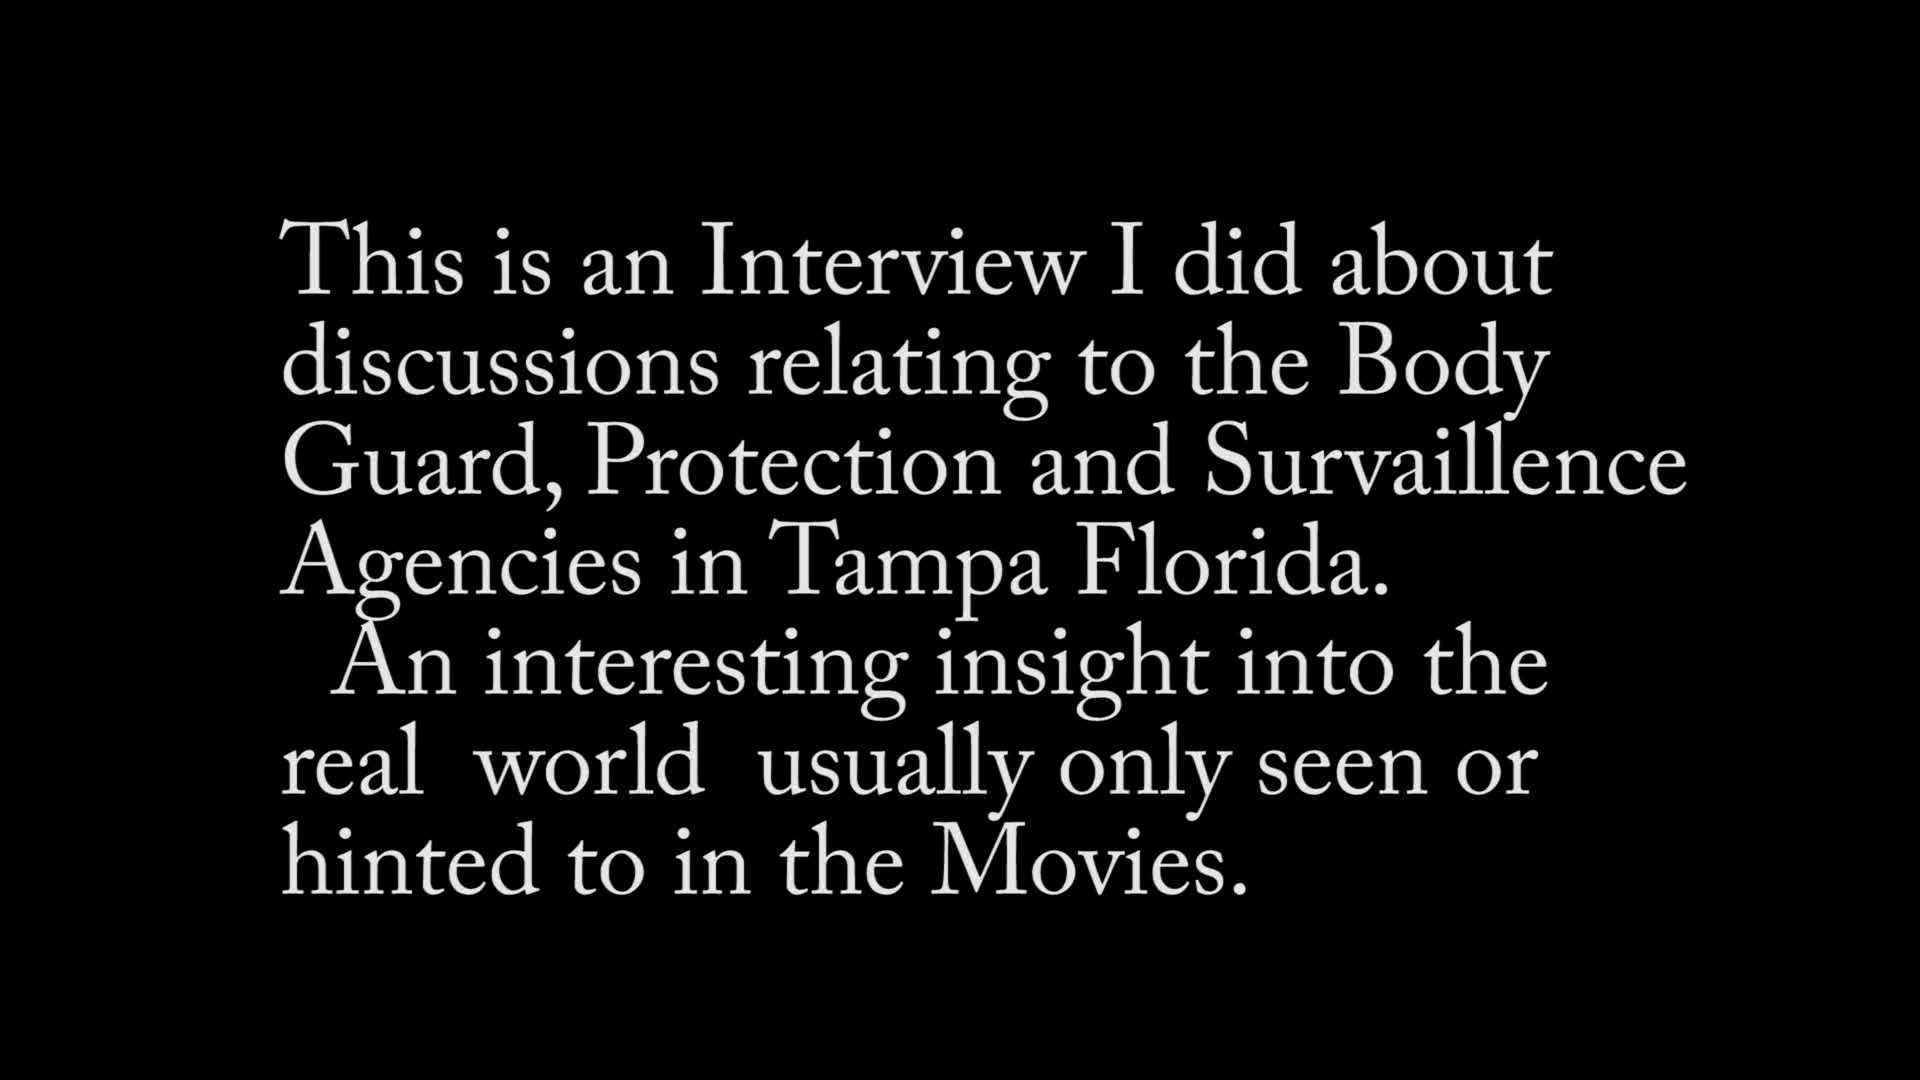 This is an Interview I did about
discussions relating to the Body
Guard, Protection and Survaillence
Agencies in Tampa Florida.
An interesting insight into the
real world usually only seen or
hinted to in the Movies.